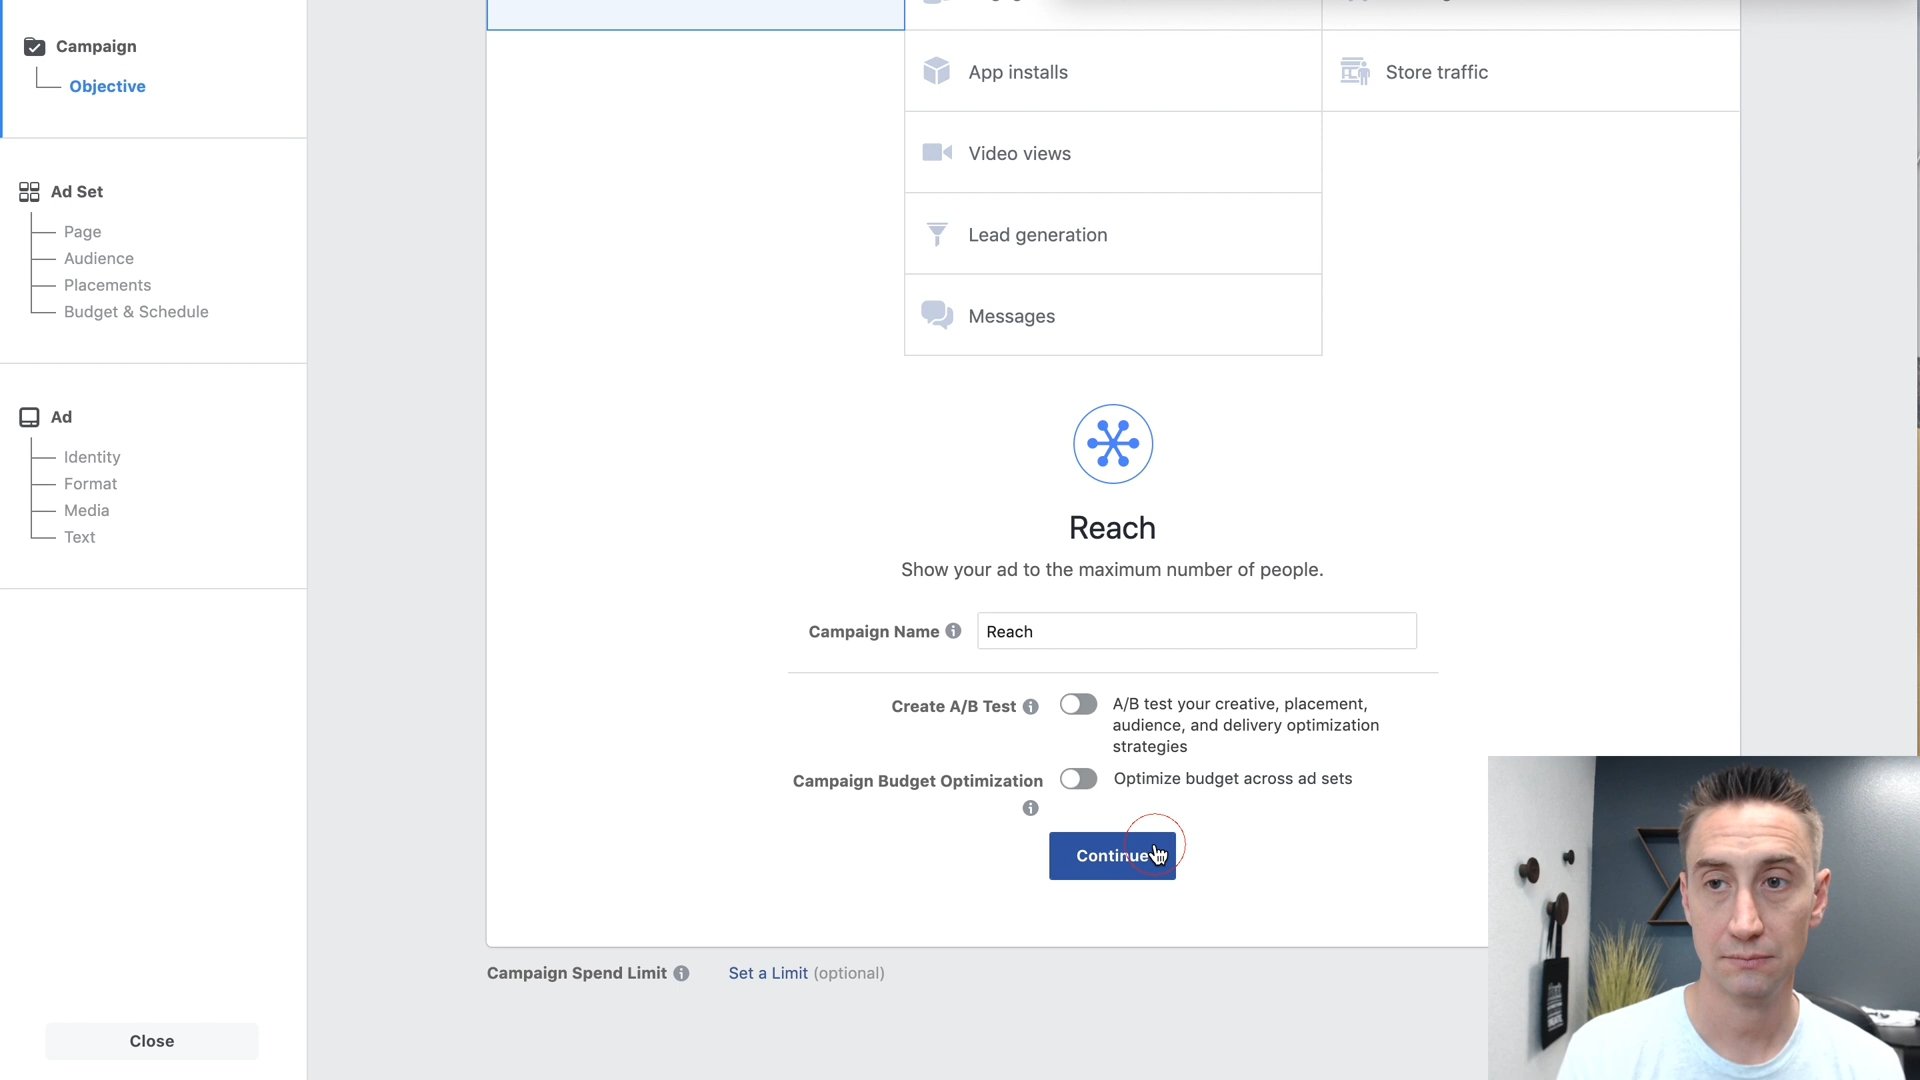 Campaign
Objective
Ad Set
Page
Audience
Placements
Budget & Schedule
Ad
Identity
Format
Media
Text
Close
App installs
Store traffic
Video views
Lead generation
Messages
Reach
Show your ad to the maximum number of people.
Campaign Name
Reach
Create A/B Test
A/B test your creative, placement,
audience, and delivery optimization
strategies
Campaign Budget Optimization
Optimize budget across ad sets
Continue
Campaign Spend Limit
Set a Limit (optional)